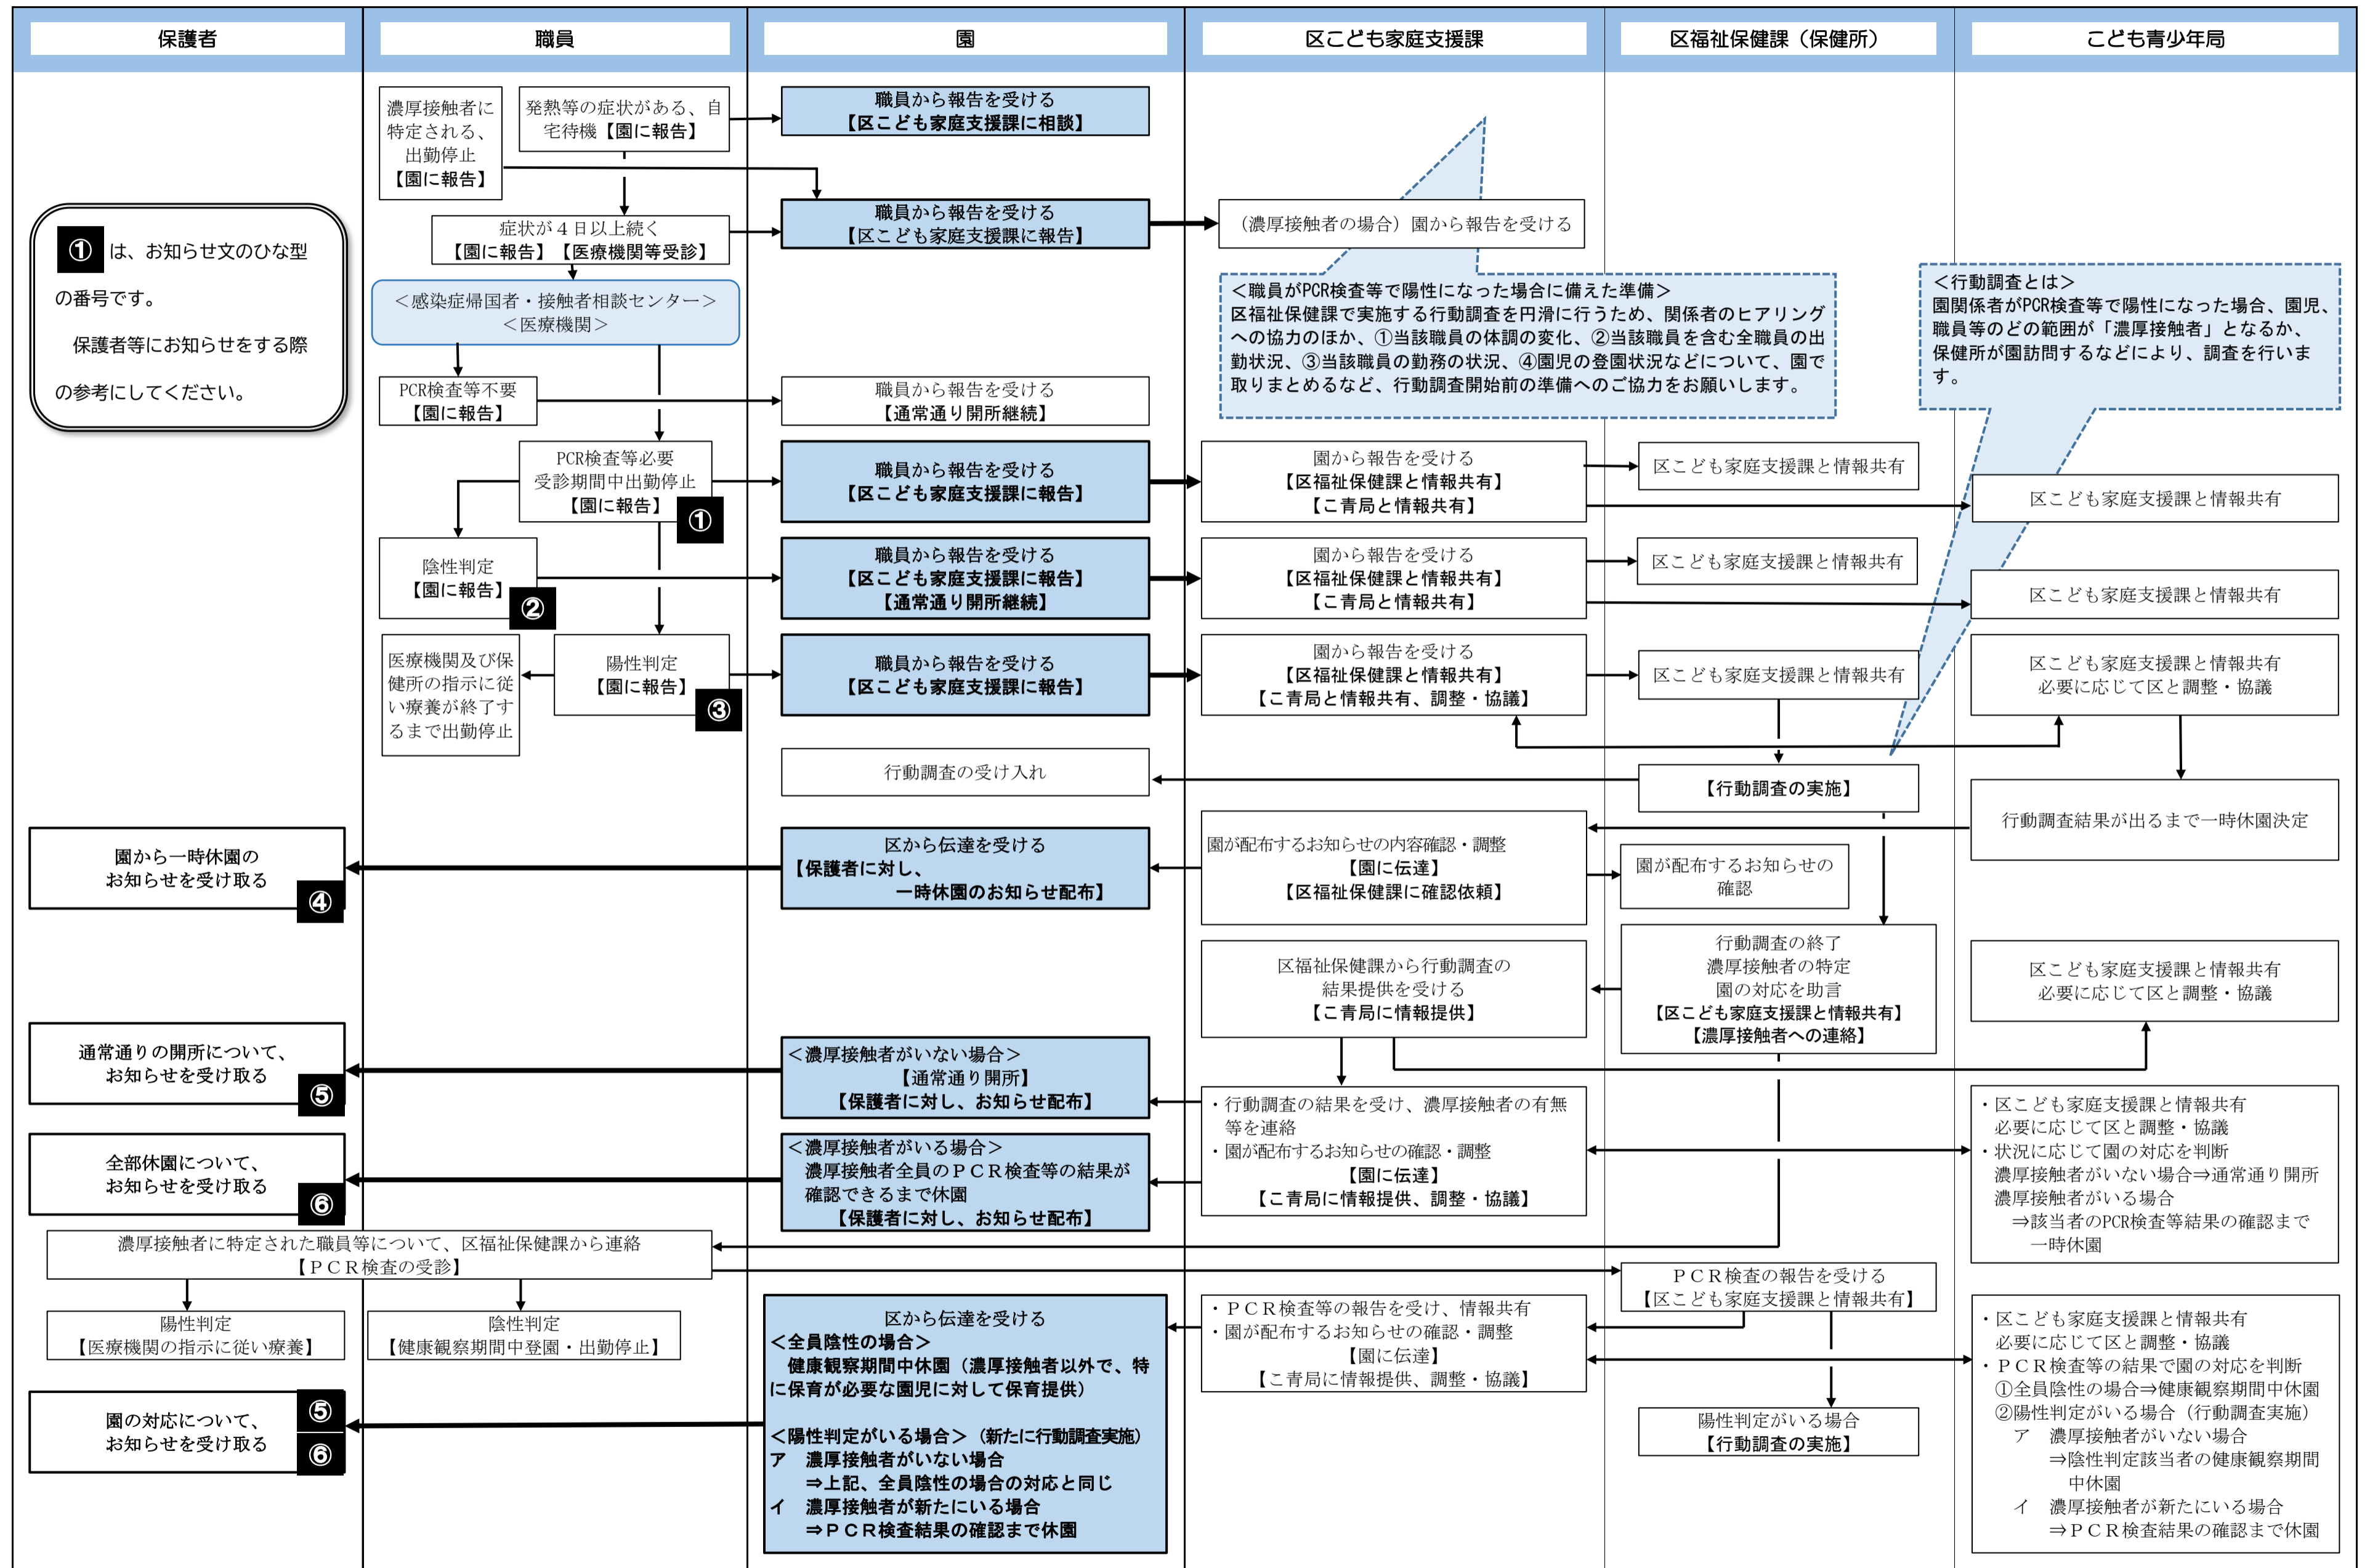 保護者
職員
園
区こども家庭支援課
区福祉保健課（保健所）
こども青少年局
濃厚接触者に
特定される、
出勤停止
【園に報告】
発熱等の症状がある、自
宅待機【園に報告】
職員から報告を受ける
【区こども家庭支援課に相談】
①は、お知らせ文のひな型
の番号です。
保護者等にお知らせをする際
の参考にしてください。
症状が４日以上続く
【園に報告】【医療機関等受診】
職員から報告を受ける
【区こども家庭支援課に報告】
（濃厚接触者の場合）園から報告を受ける
＜感染症帰国者・接触者相談センター＞
＜医療機関＞
＜職員がPCR検査等で陽性になった場合に備えた準備＞
区福祉保健課で実施する行動調査を円滑に行うため、関係者のヒアリング
への協力のほか、①当該職員の体調の変化、②当該職員を含む全職員の出
勤状況、③当該職員の勤務の状況、④園児の登園状況などについて、園で
取りまとめるなど、行動調査開始前の準備へのご協力をお願いします。
＜行動調査とは＞
園関係者がPCR検査等で陽性になった場合、園児、
職員等のどの範囲が「濃厚接触者」となるか、
保健所が園訪問するなどにより、調査を行いま
す。
PCR検査等不要
【園に報告】
職員から報告を受ける
【通常通り開所継続】
PCR検査等必要
受診期間中出勤停止
【園に報告】
①
職員から報告を受ける
【区こども家庭支援課に報告】
園から報告を受ける
【区福祉保健課と情報共有】
【こ青局と情報共有】
区こども家庭支援課と情報共有
区こども家庭支援課と情報共有
陰性判定
【園に報告】
②
職員から報告を受ける
【区こども家庭支援課に報告】
【通常通り開所継続】
園から報告を受ける
【区福祉保健課と情報共有】
【こ青局と情報共有】
区こども家庭支援課と情報共有
区こども家庭支援課と情報共有
医療機関及び保
健所の指示に従
い療養が終了す
るまで出勤停止
陽性判定
【園に報告】
③
職員から報告を受ける
【区こども家庭支援課に報告】
園から報告を受ける
【区福祉保健課と情報共有】
【こ青局と情報共有、調整・協議】
区こども家庭支援課と情報共有
区こども家庭支援課と情報共有
必要に応じて区と調整・協議
行動調査の受け入れ
【行動調査の実施】
行動調査結果が出るまで一時休園決定
園から一時休園の
お知らせを受け取る
④
区から伝達を受ける
【保護者に対し、
一時休園のお知らせ配布】
園が配布するお知らせの内容確認・調整
【園に伝達】
【区福祉保健課に確認依頼】
園が配布するお知らせの
確認
区福祉保健課から行動調査の
結果提供を受ける
【こ青局に情報提供】
行動調査の終了
濃厚接触者の特定
園の対応を助言
【区こども家庭支援課と情報共有】
【濃厚接触者への連絡】
区こども家庭支援課と情報共有
必要に応じて区と調整・協議
通常通りの開所について、
お知らせを受け取る
⑤
＜濃厚接触者がいない場合＞
【通常通り開所】
【保護者に対し、お知らせ配布】
・行動調査の結果を受け、濃厚接触者の有無
等を連絡
・園が配布するお知らせの確認・調整
【園に伝達】
【こ青局に情報提供、調整・協議】
・区こども家庭支援課と情報共有
必要に応じて区と調整・協議
・状況に応じて園の対応を判断
濃厚接触者がいない場合⇒通常通り開所
濃厚接触者がいる場合
⇒該当者のPCR検査等結果の確認まで
一時休園
全部休園について、
お知らせを受け取る
⑥
＜濃厚接触者がいる場合＞
濃厚接触者全員のＰＣＲ検査等の結果が
確認できるまで休園
【保護者に対し、お知らせ配布】
濃厚接触者に特定された職員等について、区福祉保健課から連絡
【ＰＣＲ検査の受診】
ＰＣＲ検査の報告を受ける
【区こども家庭支援課と情報共有】
陽性判定
【医療機関の指示に従い療養】
陰性判定
【健康観察期間中登園・出勤停止】
区から伝達を受ける
＜全員陰性の場合＞
健康観察期間中休園（濃厚接触者以外で、特
に保育が必要な園児に対して保育提供）
＜陽性判定がいる場合＞（新たに行動調査実施）
ア　濃厚接触者がいない場合
⇒上記、全員陰性の場合の対応と同じ
イ　濃厚接触者が新たにいる場合
⇒ＰＣＲ検査結果の確認まで休園
・ＰＣＲ検査等の報告を受け、情報共有
・園が配布するお知らせの確認・調整
【園に伝達】
【こ青局に情報提供、調整・協議】
・区こども家庭支援課と情報共有
必要に応じて区と調整・協議
・ＰＣＲ検査等の結果で園の対応を判断
①全員陰性の場合⇒健康観察期間中休園
②陽性判定がいる場合（行動調査実施）
ア　濃厚接触者がいない場合
⇒陰性判定該当者の健康観察期間
中休園
イ　濃厚接触者が新たにいる場合
⇒ＰＣＲ検査結果の確認まで休園
園の対応について、
お知らせを受け取る
⑤
⑥
陽性判定がいる場合
【行動調査の実施】